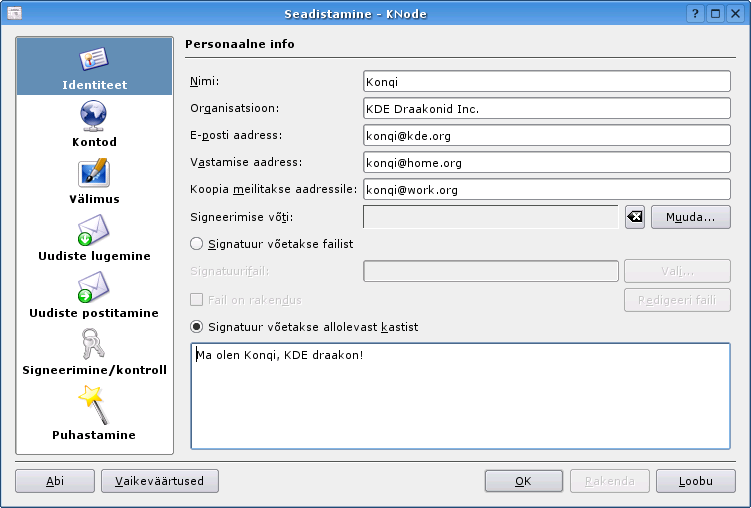 Seadistamine - KNode
Identiteet
Kontod
Välimus
Uudiste lugemine
Uudiste postitamine
Signeerimine/kontroll
Puhastamine
Personaalne info
Nimi: Konqi
Organisatsioon: KDE Draakonid Inc.
E-posti aadress: konqi@kde.org
Vastamise aadress: konqi@home.org
Koopia meilitakse aadressile: konqi@work.org
Signeerimise võti: Muuda...
Signatuur võetakse failist
Signatuurifail: Vali...
Fail on rakendus Redigeeri faili
Signatuur võetakse allolevast kastist
Ma olen Konqi, KDE draakon!
Abi Vaikeväärtused OK Rakenda Loobu